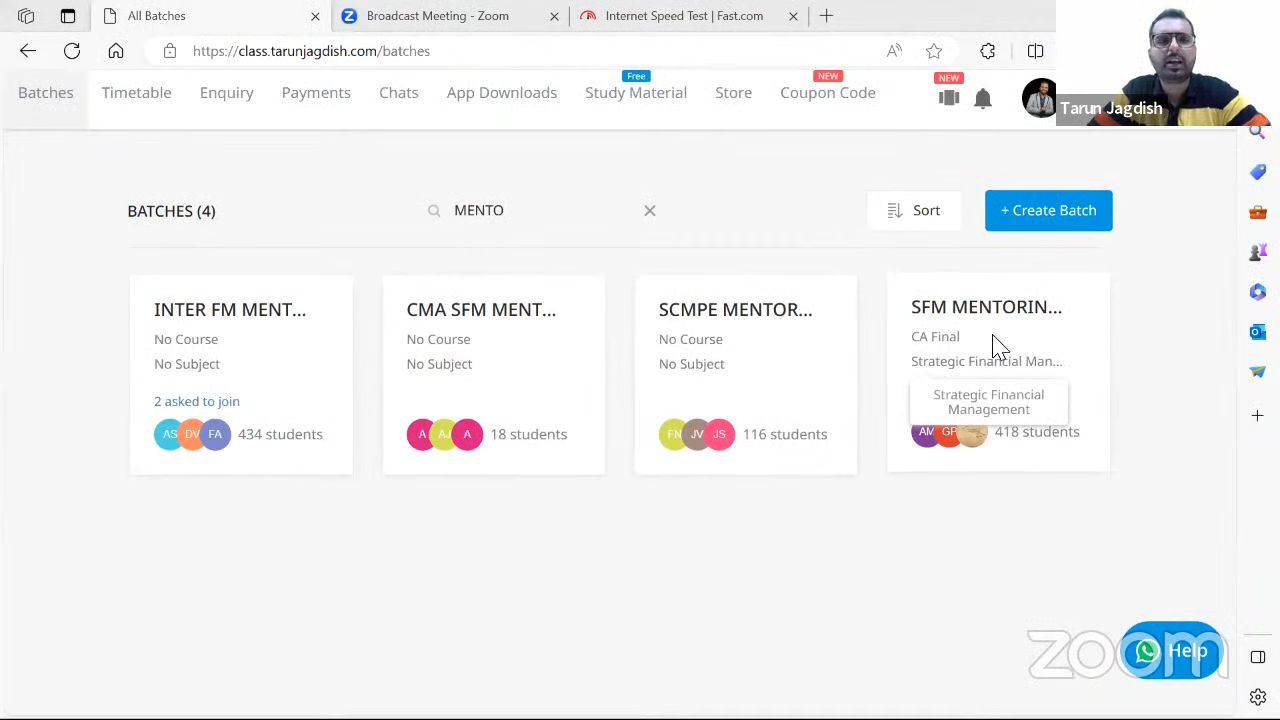 All Batches
Broadcast Meeting - Zoom
Internet Speed Test | Fast.com
https://class.tarunjagdish.com/batches
Free
NEW
NEW
Batches
Timetable
Enquiry
Payments
Chats
App Downloads
Study Material
Store
Coupon Code
Tarun Jagdish
BATCHES (4)
MENTO
Sort
+ Create Batch
INTER FM MENT...
No Course
No Subject
2 asked to join
AS DV FA 434 students
CMA SFM MENT...
No Course
No Subject
A AJ A 18 students
SCMPE MENTOR...
No Course
No Subject
FN JV JS 116 students
SFM MENTORIN...
CA Final
Strategic Financial Man...
Strategic Financial
Management
AM GP 418 students
zoom
Help